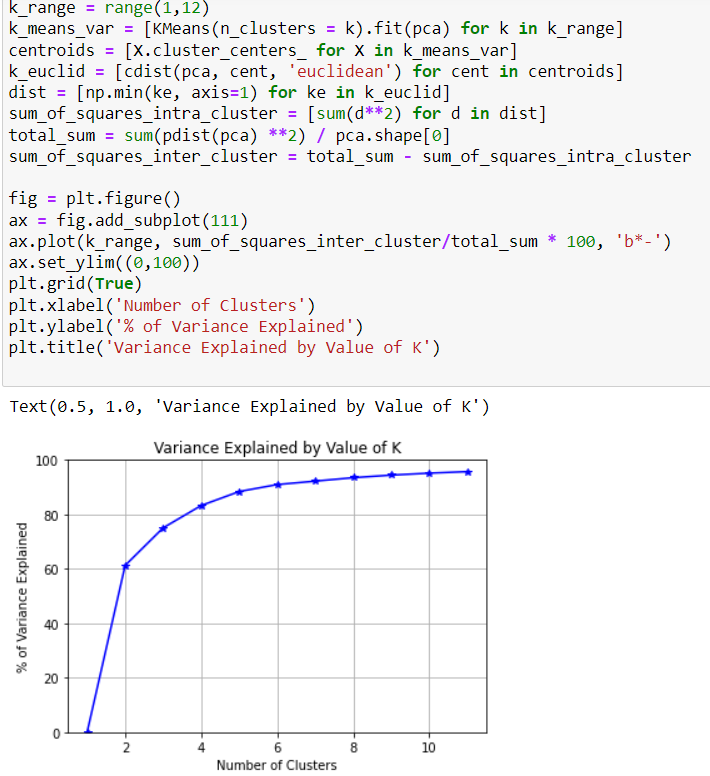 k_range = range(1,12)
k_means_var = [KMeans(n_clusters = k).fit(pca) for k in k_range]
centroids = [X.cluster_centers_ for X in k_means_var]
k_euclid = [cdist(pca, cent, 'euclidean') for cent in centroids]
dist = [np.min(ke, axis=1) for ke in k_euclid]
sum_of_squares_intra_cluster = [sum(d**2) for d in dist]
total_sum = sum(pdist(pca) **2) / pca.shape[0]
sum_of_squares_inter_cluster = total_sum - sum_of_squares_intra_cluster
fig = plt.figure()
ax = fig.add_subplot(111)
ax.plot(k_range, sum_of_squares_inter_cluster/total_sum * 100, 'b*-')
ax.set_ylim((0,100))
plt.grid(True)
plt.xlabel('Number of Clusters')
plt.ylabel('% of Variance Explained')
plt.title('Variance Explained by Value of K')
Text(0.5, 1.0, 'Variance Explained by Value of K')
Variance Explained by Value of K
% of Variance Explained
100
80
60
40
20
0
2 4 6 8 10
Number of Clusters